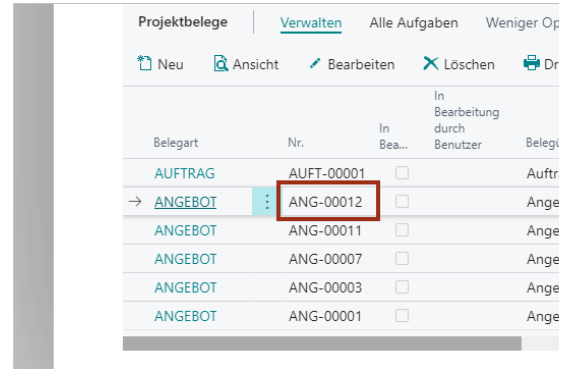 Projektbelege Verwalten Alle Aufgaben Weniger Op
Neu Ansicht Bearbeiten Löschen Dr
Belegart Nr. In Bea... In Bearbeitung durch Benutzer Belegü
AUFTRAG AUFT-00001 Auftr
→ ANGEBOT ANG-00012 Ange
ANGEBOT ANG-00011 Ange
ANGEBOT ANG-00007 Ange
ANGEBOT ANG-00003 Ange
ANGEBOT ANG-00001 Ange